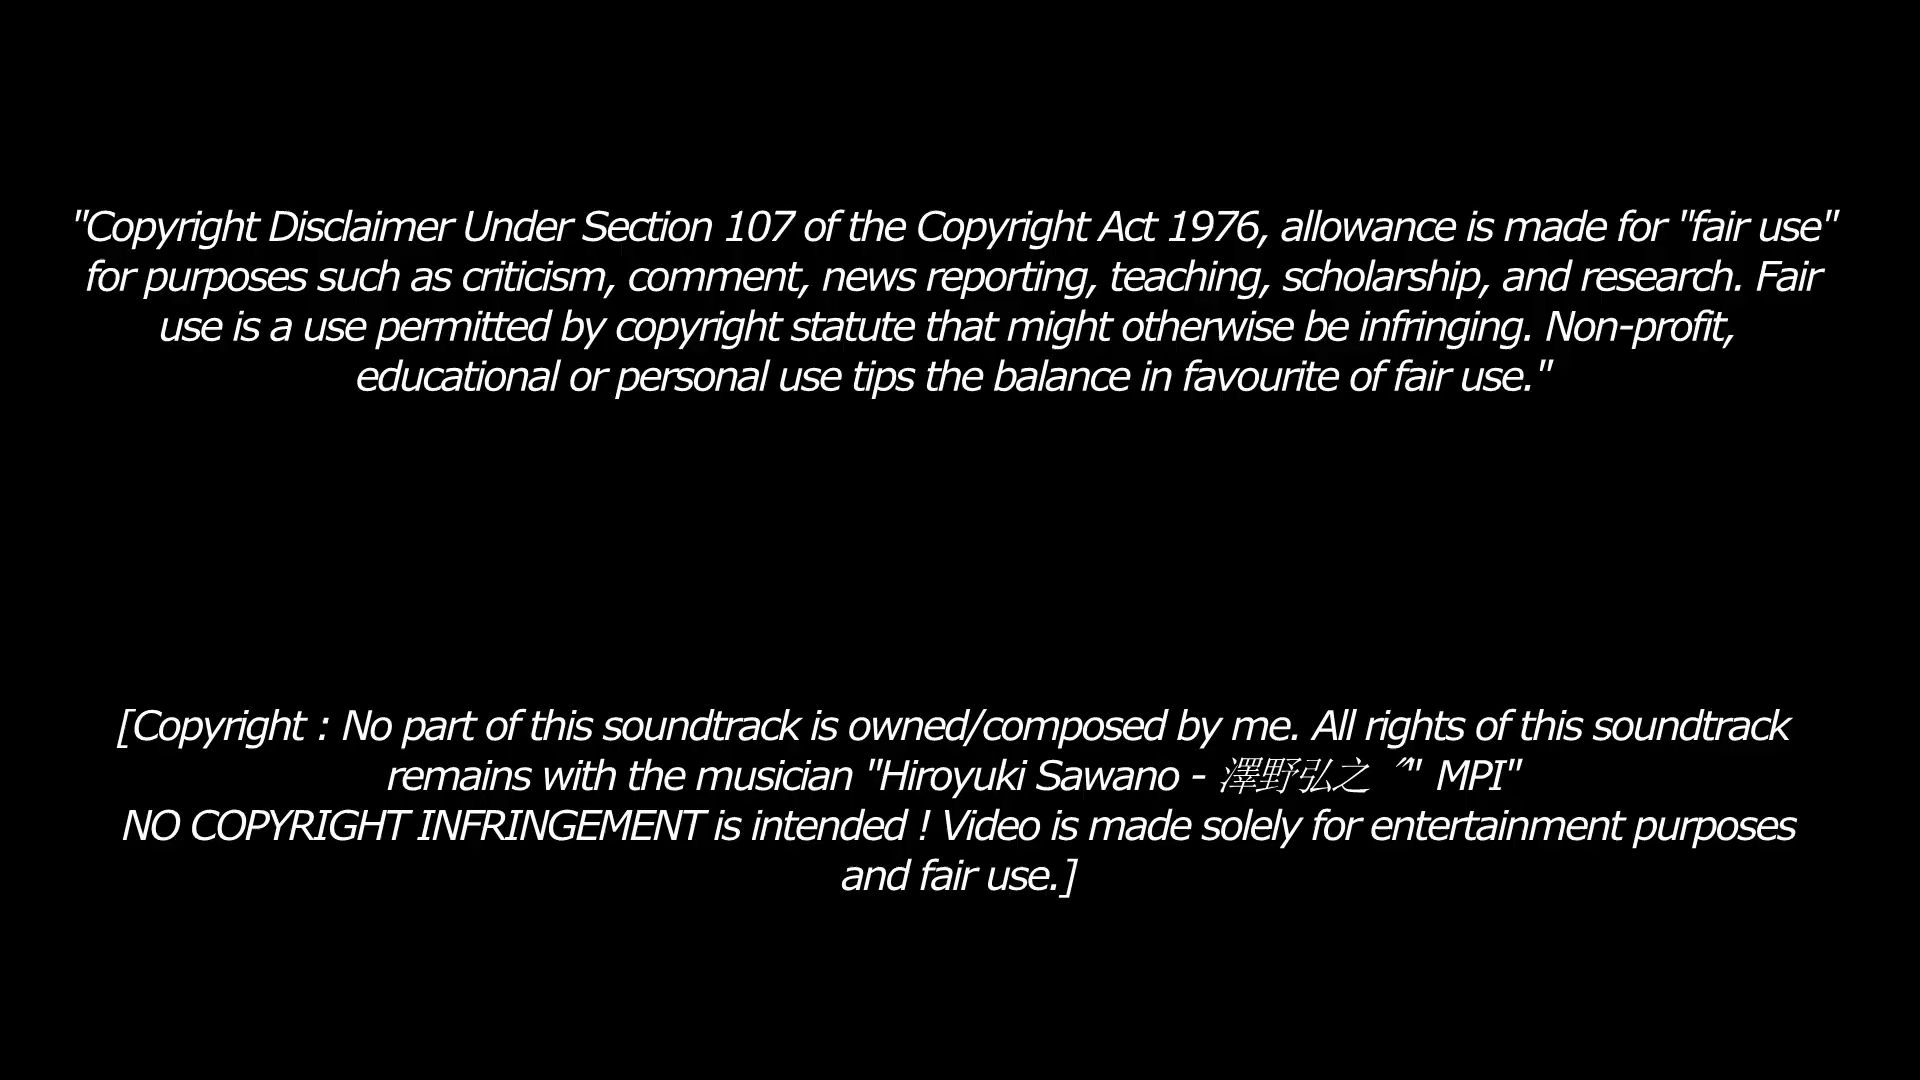 "Copyright Disclaimer Under Section 107 of the Copyright Act 1976, allowance is made for "fair use"
for purposes such as criticism, comment, news reporting, teaching, scholarship, and research. Fair
use is a use permitted by copyright statute that might otherwise be infringing. Non-profit,
educational or personal use tips the balance in favourite of fair use."
[Copyright : No part of this soundtrack is owned/composed by me. All rights of this soundtrack
remains with the musician "Hiroyuki Sawano - 澤野弘之〞" MPI"
NO COPYRIGHT INFRINGEMENT is intended ! Video is made solely for entertainment purposes
and fair use.]